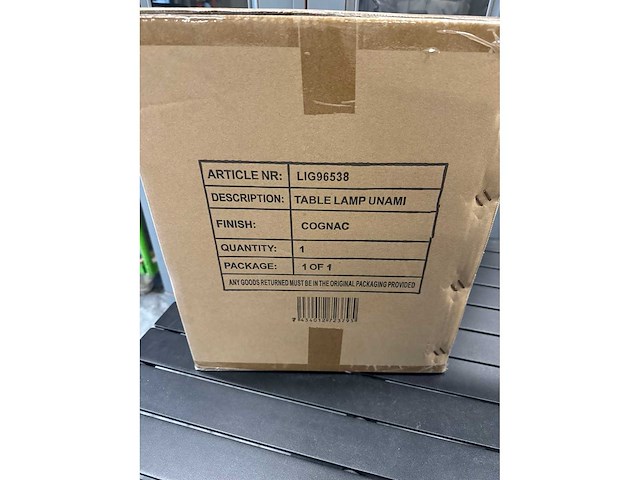 ARTICLE NR: LIG96538
DESCRIPTION: TABLE LAMP UNAMI
FINISH: COGNAC
QUANTITY: 1
PACKAGE: 1 OF 1
ANY GOODS RETURNED MUST BE IN THE ORIGINAL PACKAGING PROVIDED